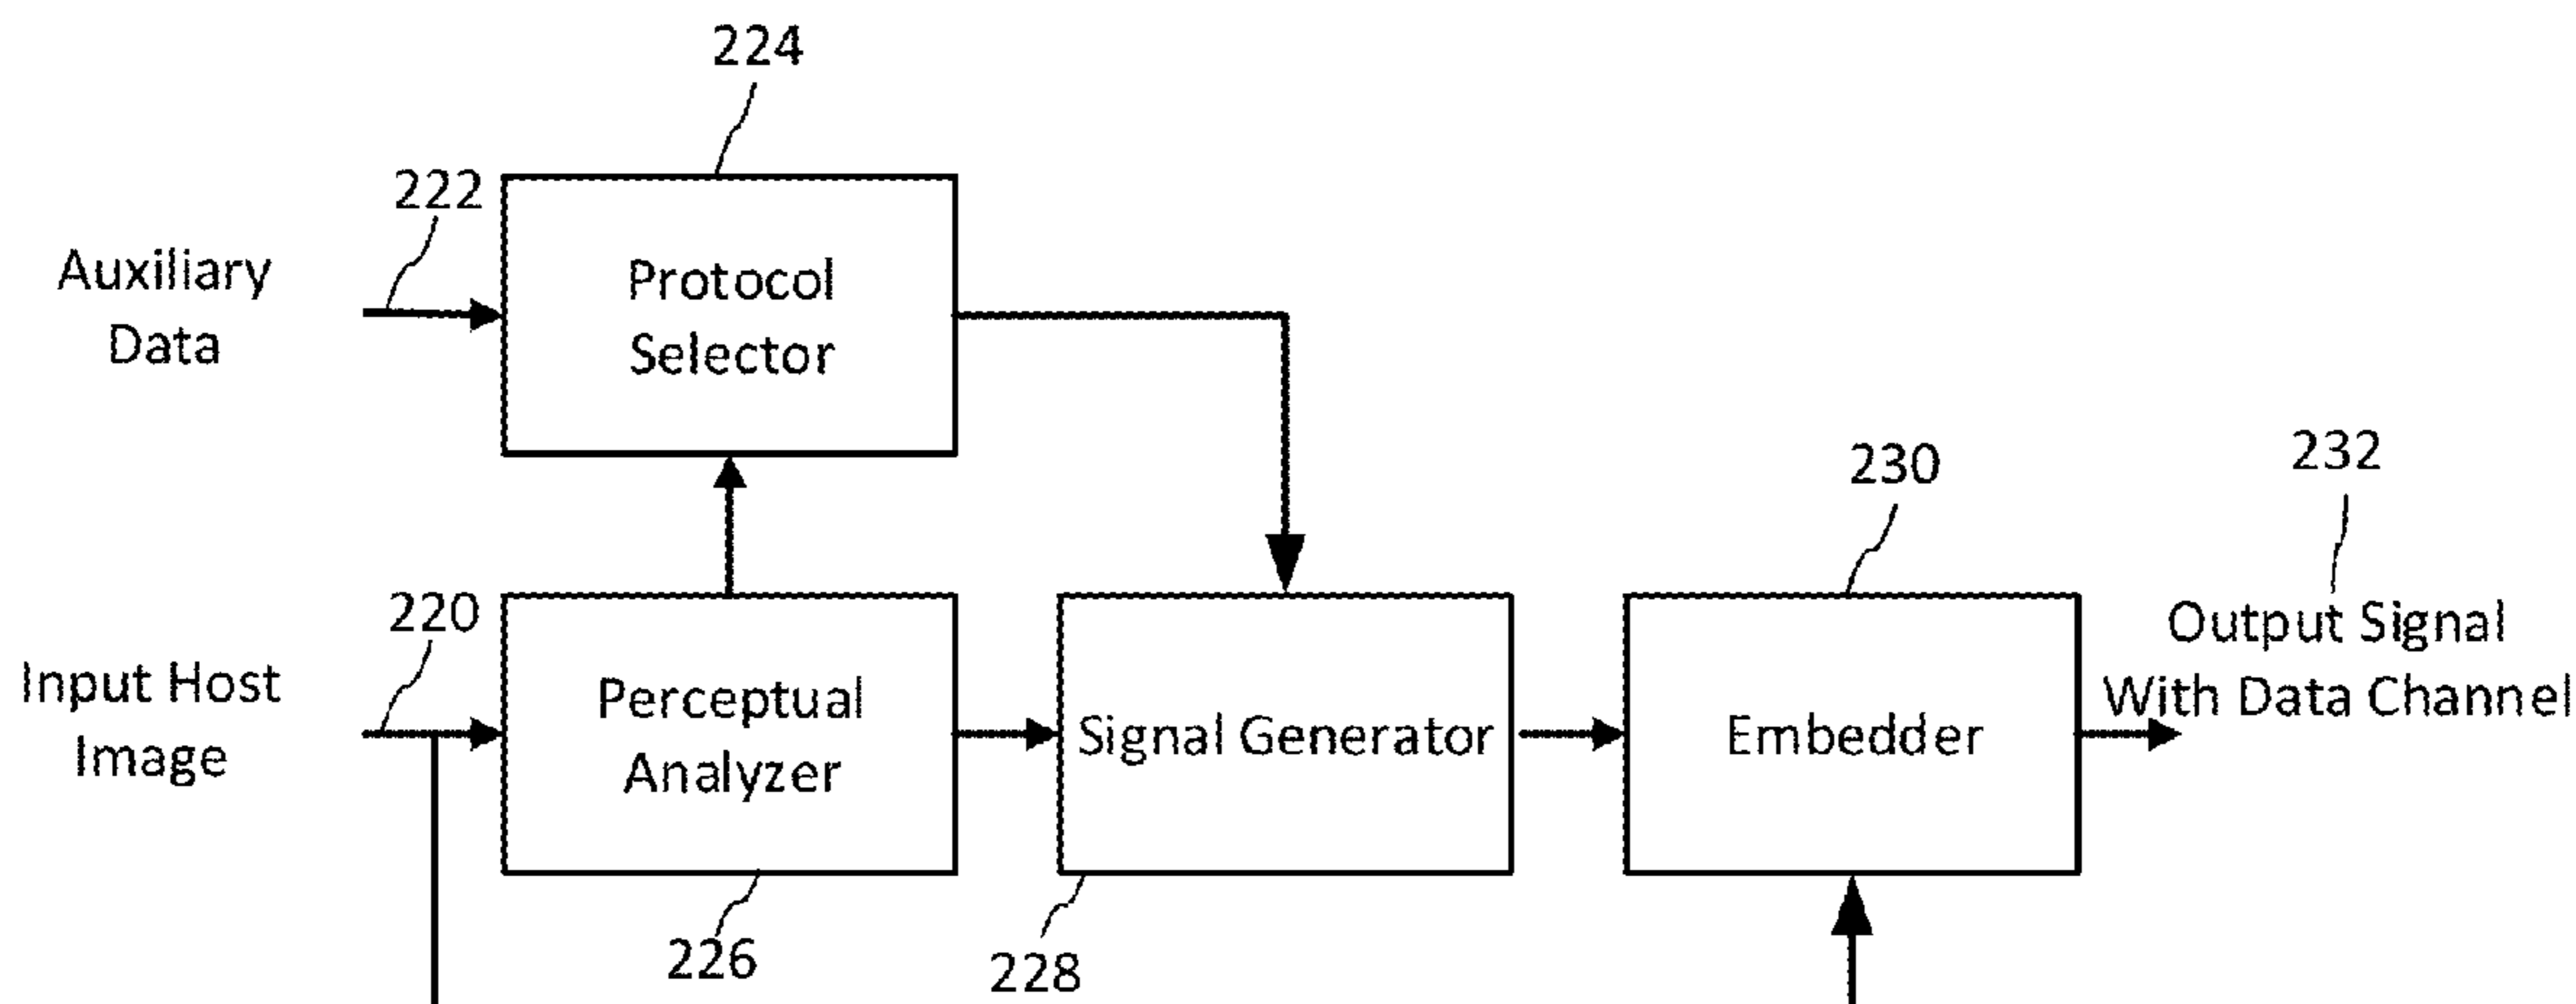 224
222
Auxiliary
Data
Protocol
Selector
230
232
220
Input Host
Image
Perceptual
Analyzer
Signal Generator
Embedder
Output Signal
With Data Channel
226
228